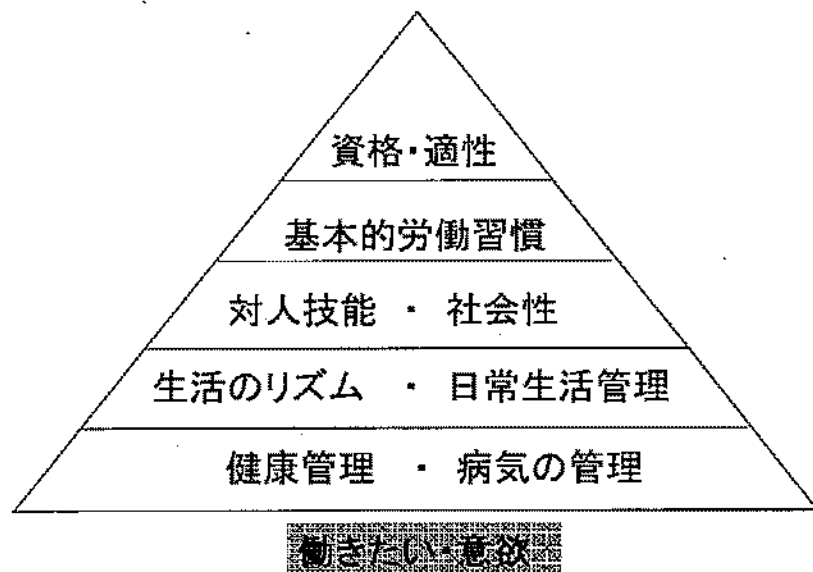 資格・適性
基本的労働習慣
対人技能 ・ 社会性
生活のリズム ・ 日常生活管理
健康管理 ・ 病気の管理
働きたい・意欲